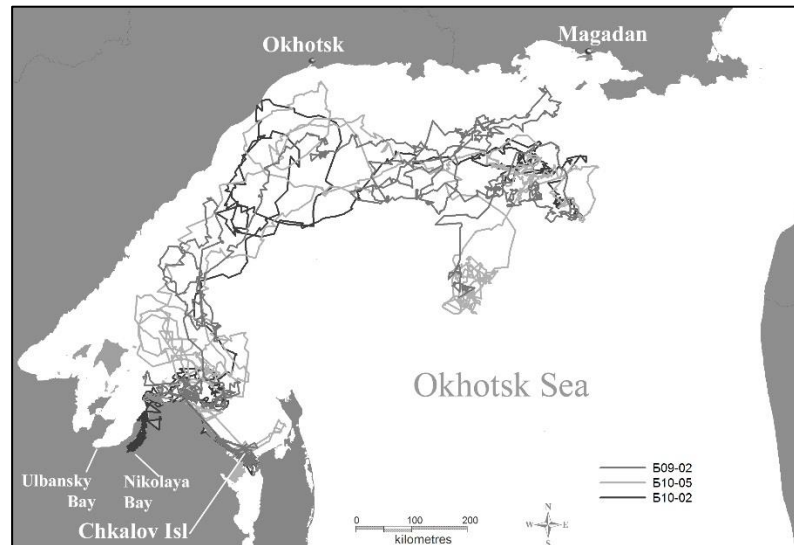 Okhotsk
Magadan
Okhotsk Sea
Ulbansky
Bay
Nikolaya
Bay
Chkalov Isl
Б09-02
Б10-05
Б10-02
0 50 100 200
kilometres
N
W E
S